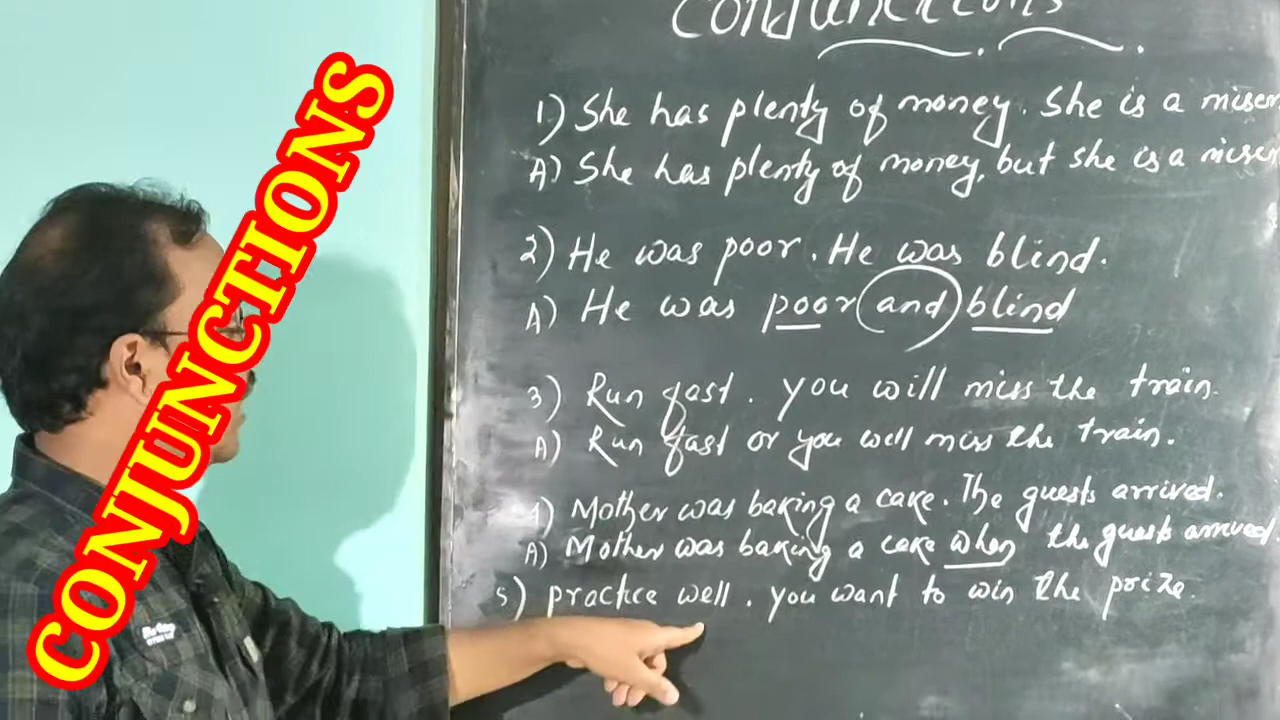 CONJUNCTIONS
Conjunctions
1) She has plenty of money. She is a miser
A) She has plenty of money, but she is a miser
2) He was poor. He was blind.
A) He was poor and blind
3) Run fast. you will miss the train.
A) Run fast or you will miss the train.
4) Mother was baking a cake. The guests arrived.
A) Mother was baking a cake when the guests arrived.
5) practice well. you want to win the prize.